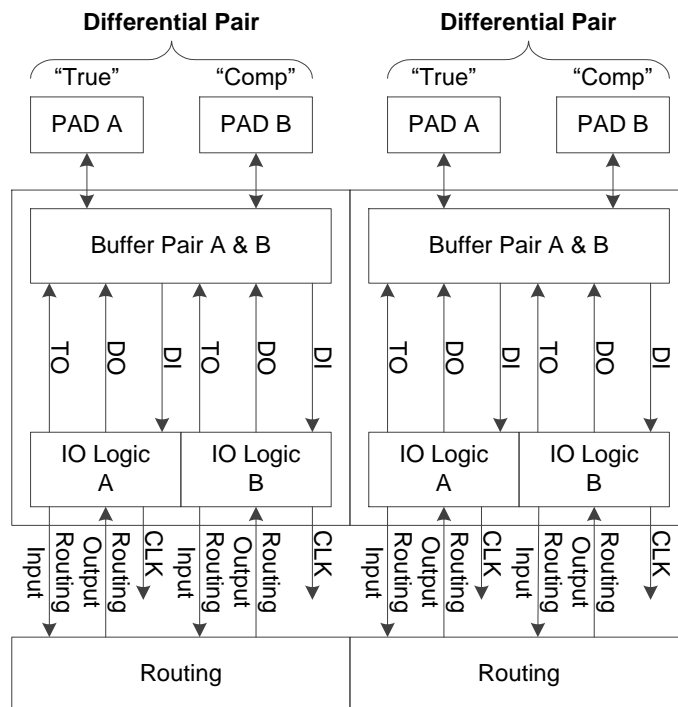 Differential Pair
Differential Pair
“True”
“Comp”
“True”
“Comp”
PAD A
PAD B
PAD A
PAD B
Buffer Pair A & B
Buffer Pair A & B
TO
DO
DI
TO
DO
DI
TO
DO
DI
TO
DO
DI
IO Logic
A
IO Logic
B
IO Logic
A
IO Logic
B
Routing
Input
Routing
Output
CLK
Routing
Input
Routing
Output
CLK
Routing
Input
Routing
Output
CLK
Routing
Input
Routing
Output
CLK
Routing
Routing